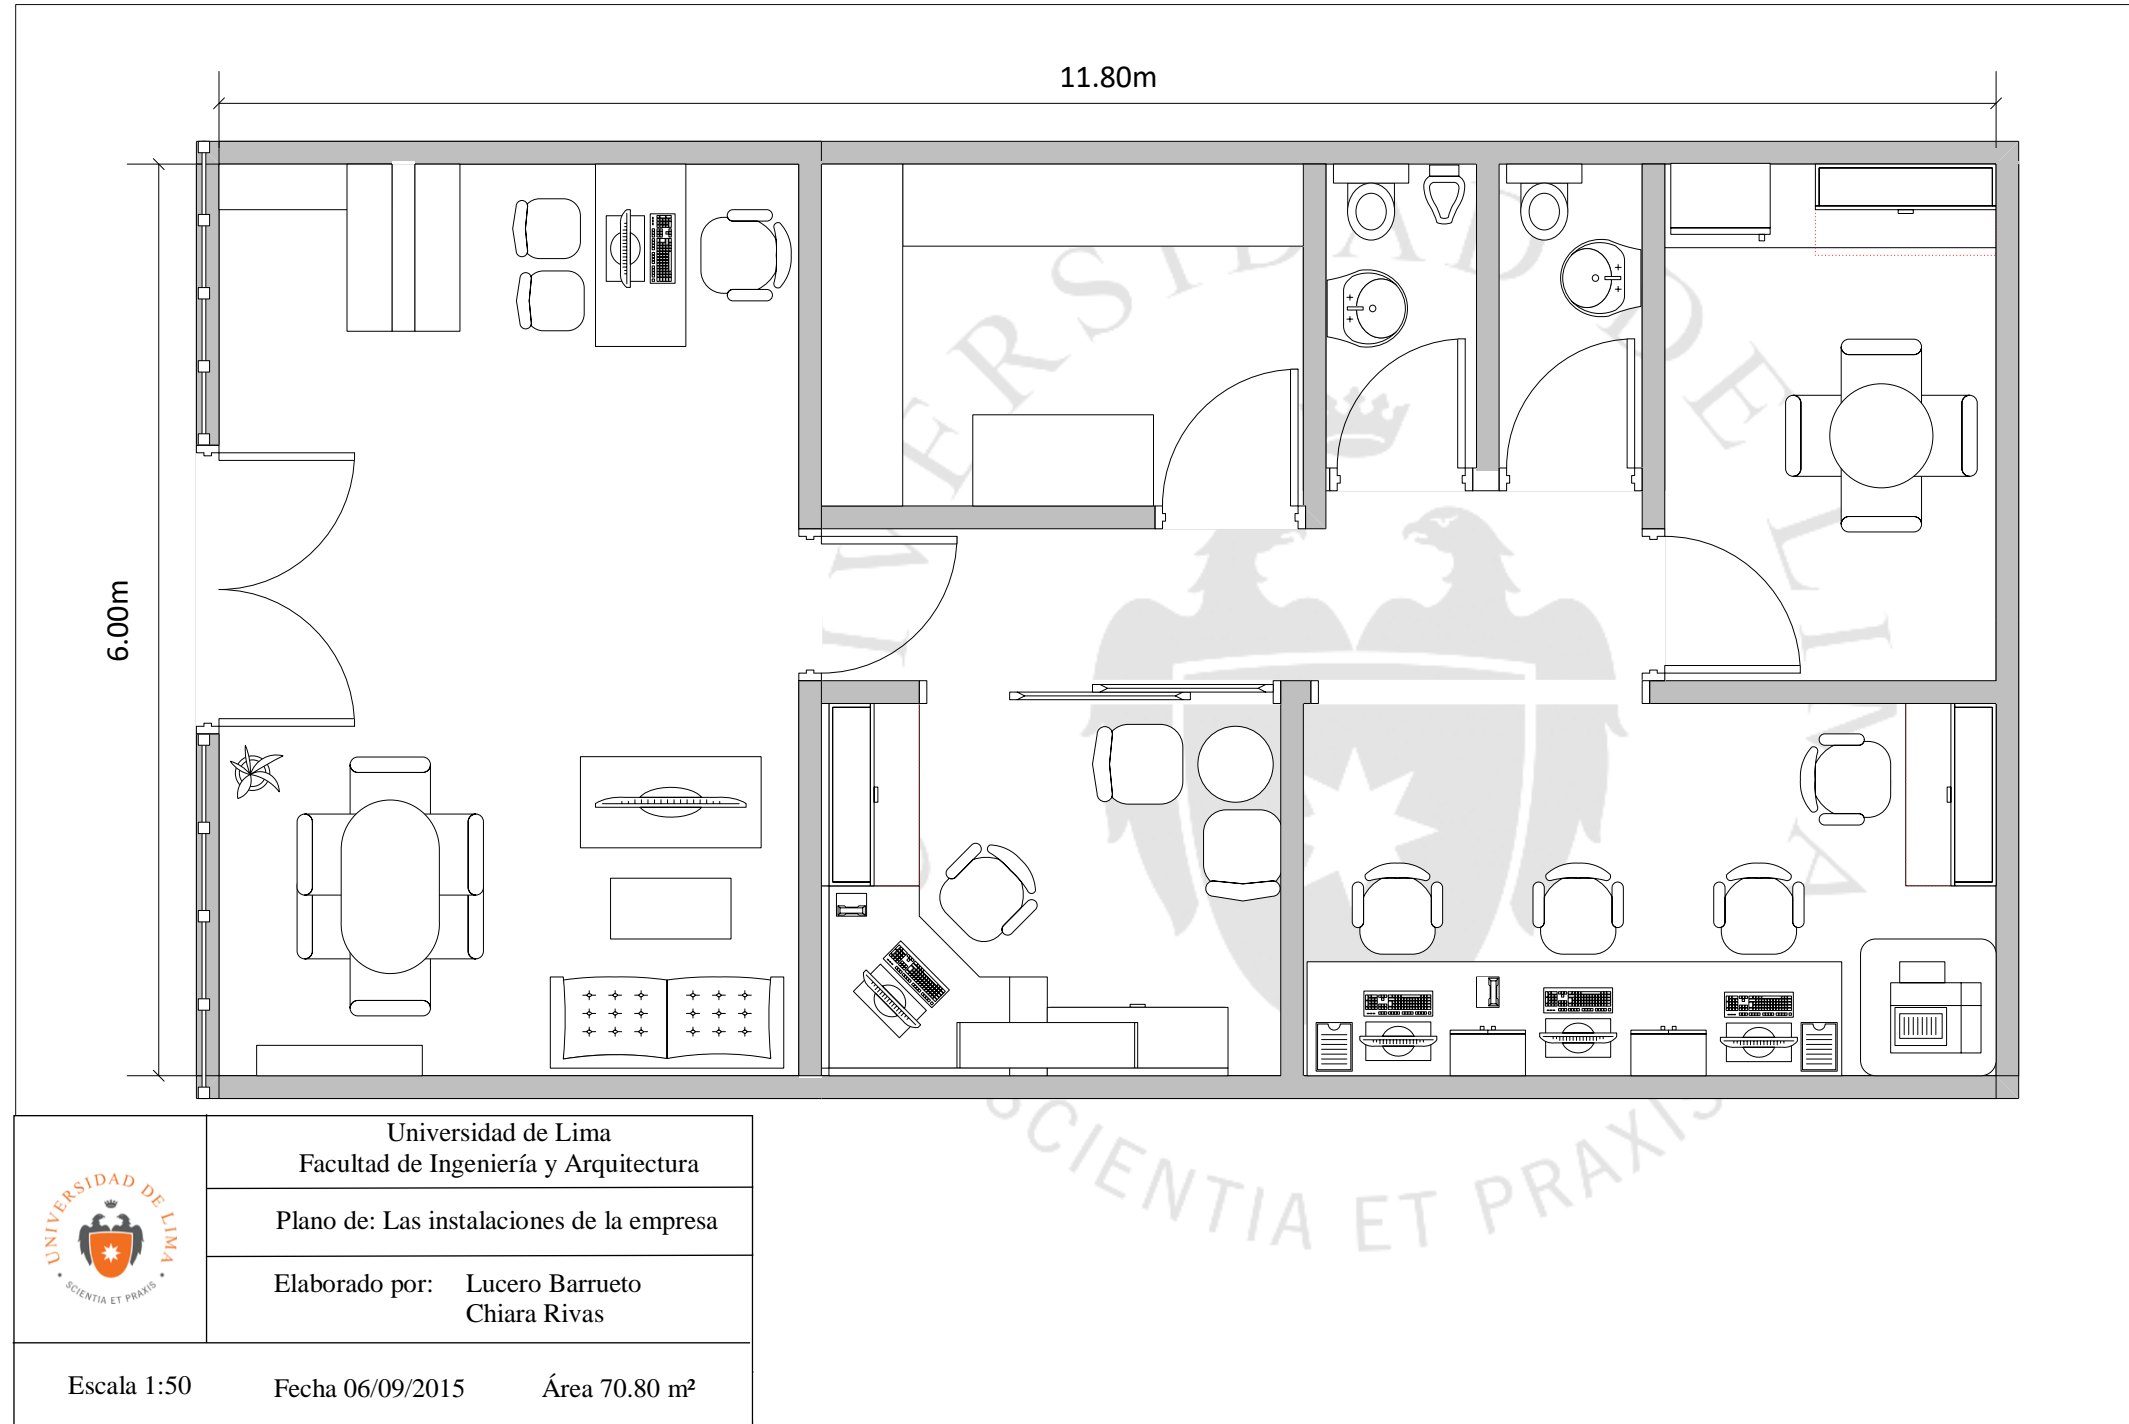 11.80m
6.00m
UNIVERSIDAD DE LIMA
SCIENTIA ET PRAXIS
Universidad de Lima
Facultad de Ingeniería y Arquitectura
Plano de: Las instalaciones de la empresa
UNIVERSIDAD DE LIMA
SCIENTIA ET PRAXIS
Elaborado por: Lucero Barrueto
Chiara Rivas
Escala 1:50 Fecha 06/09/2015 Área 70.80 m²